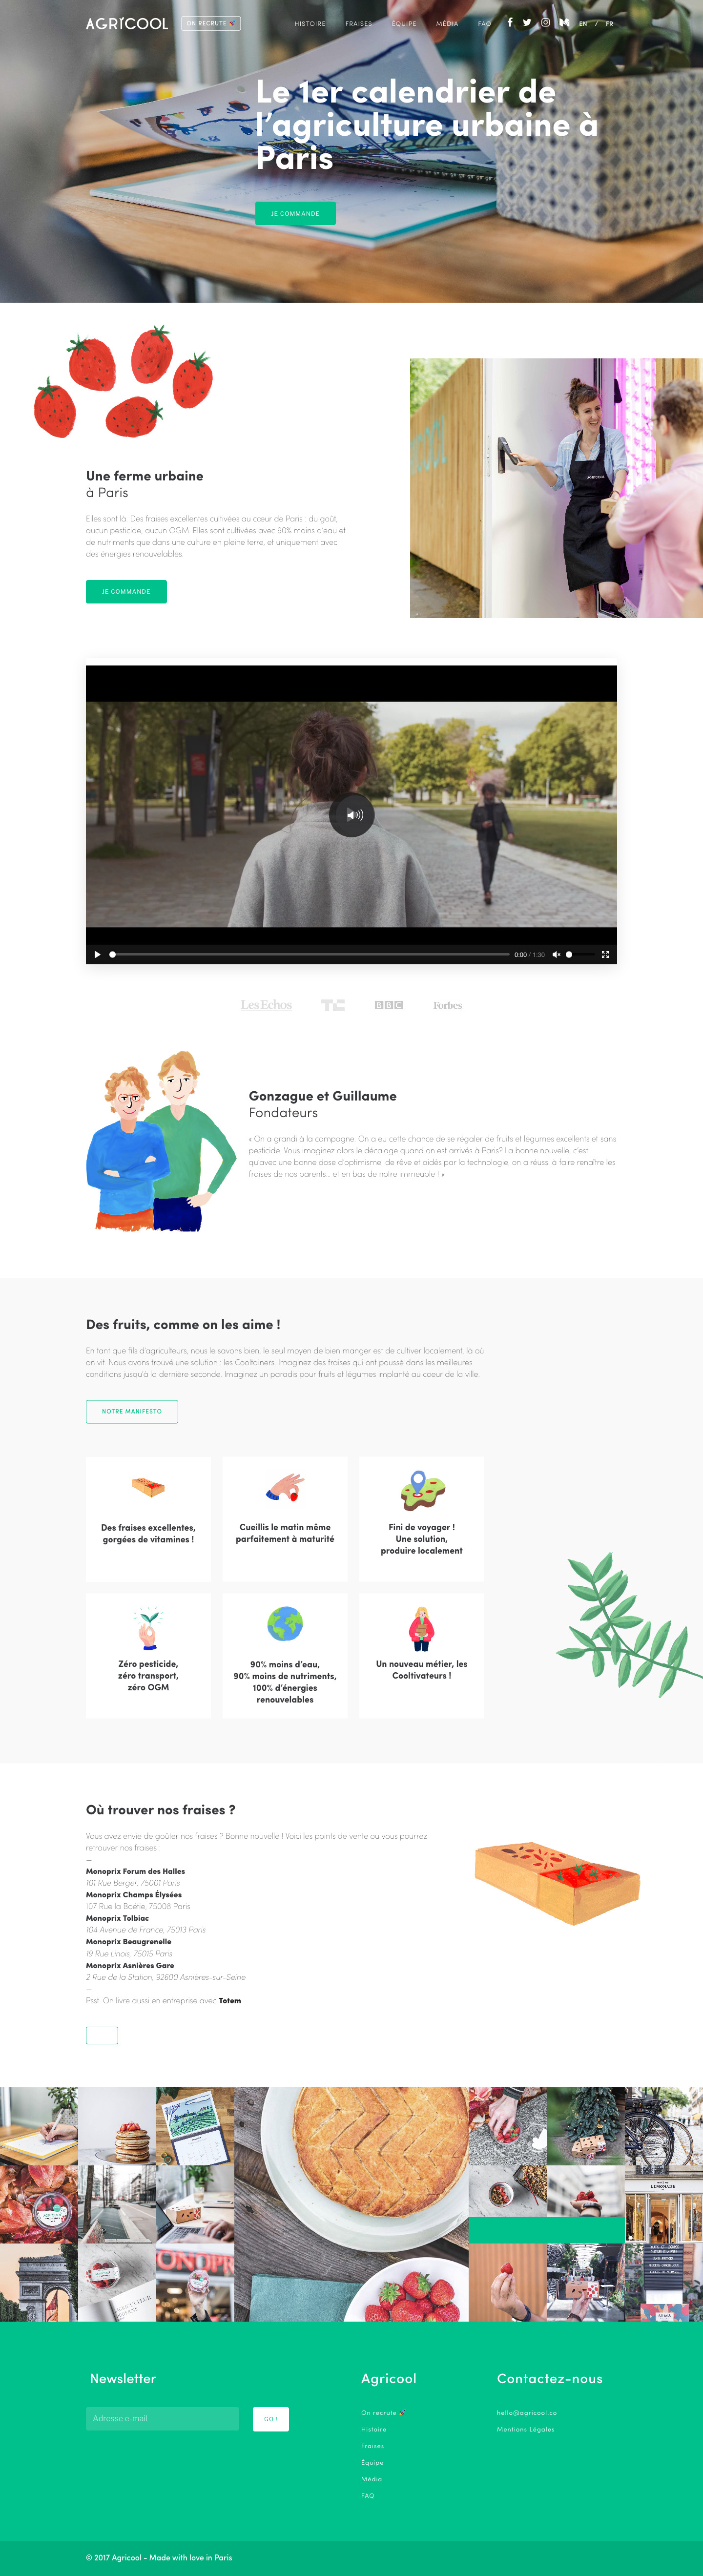 AGRICOOL
ON RECRUTE 🚀
HISTOIRE
FRAISES
ÉQUIPE
MÉDIA
FAQ
EN / FR
Le 1er calendrier de
l’agriculture urbaine à
Paris
JE COMMANDE
Une ferme urbaine
à Paris
Elles sont là. Des fraises excellentes cultivées au cœur de Paris : du goût,
aucun pesticide, aucun OGM. Elles sont cultivées avec 90% moins d'eau et
de nutriments que dans une culture en pleine terre, et uniquement avec
des énergies renouvelables.
JE COMMANDE
0:00 / 1:30
Les Echos
TC
BBC
Forbes
Gonzague et Guillaume
Fondateurs
‹ On a grandi à la campagne. On a eu cette chance de se régaler de fruits et légumes excellents et sans
pesticide. Vous imaginez alors le décalage quand on est arrivés à Paris? La bonne nouvelle, c'est
qu'avec une bonne dose d'optimisme, de rêve et aidés par la technologie, on a réussi à faire renaître les
fraises de nos parents... et en bas de notre immeuble ! ›
Des fruits, comme on les aime !
En tant que fils d'agriculteurs, nous le savons bien, le seul moyen de bien manger est de cultiver localement, là où
on vit. Nous avons trouvé une solution : les Cooltainers. Imaginez des fraises qui ont poussé dans les meilleures
conditions jusqu'à la dernière seconde. Imaginez un paradis pour fruits et légumes implanté au coeur de la ville.
NOTRE MANIFESTO
Des fraises excellentes,
gorgées de vitamines !
Cueillis le matin même
parfaitement à maturité
Fini de voyager !
Une solution,
produire localement
Zéro pesticide,
zéro transport,
zéro OGM
90% moins d’eau,
90% moins de nutriments,
100% d’énergies
renouvelables
Un nouveau métier, les
Cooltivateurs !
Où trouver nos fraises ?
Vous avez envie de goûter nos fraises ? Bonne nouvelle ! Voici les points de vente où vous pourrez
retrouver nos fraises :
—
Monoprix Forum des Halles
101 Rue Berger, 75001 Paris
Monoprix Champs Élysées
107 Rue la Boétie, 75008 Paris
Monoprix Tolbiac
104 Avenue de France, 75013 Paris
Monoprix Beaugrenelle
19 Rue Linois, 75015 Paris
Monoprix Asnières Gare
2 Rue de la Station, 92600 Asnières-sur-Seine
—
Psst. On livre aussi en entreprise avec Totem
LIMONADE
Newsletter
Adresse e-mail
GO !
Agricool
On recrute 🚀
Histoire
Fraises
Équipe
Média
FAQ
Contactez-nous
hello@agricool.co
Mentions Légales
© 2017 Agricool - Made with love in Paris